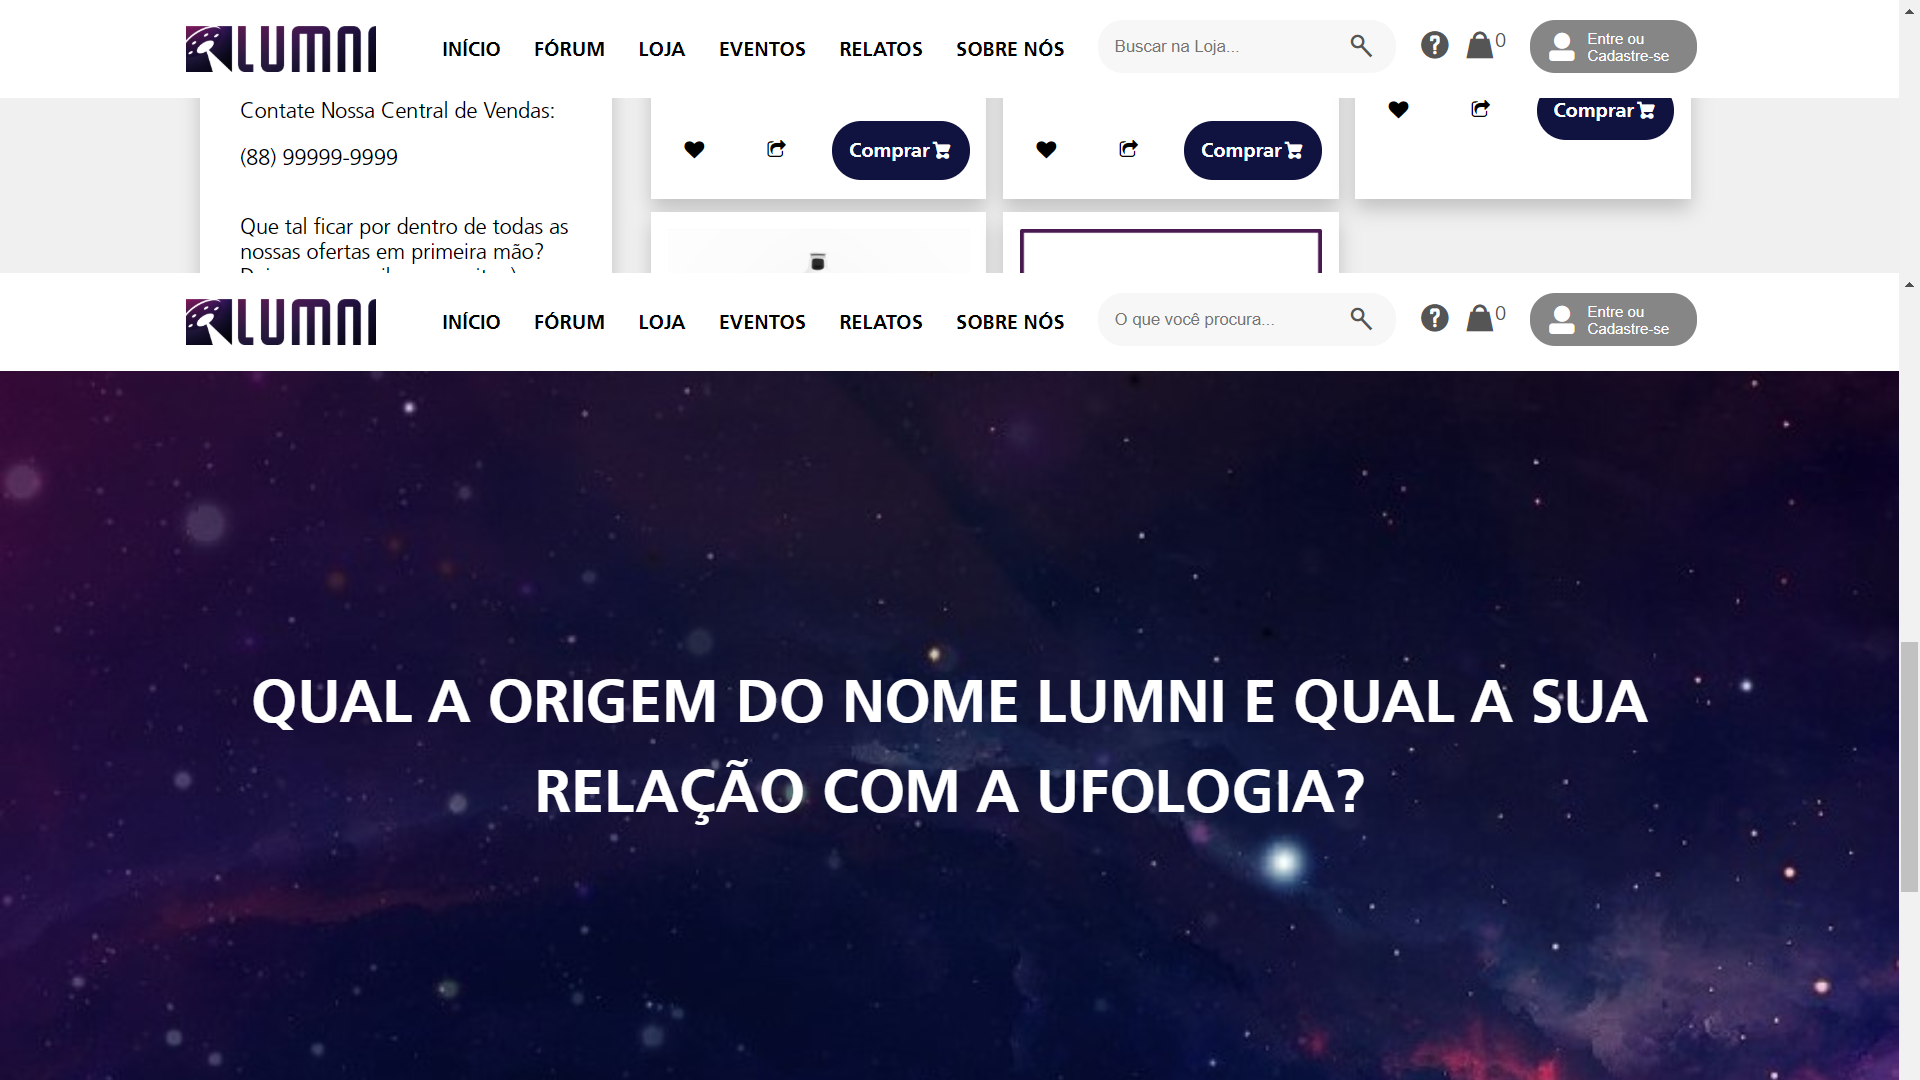 LUMNI
INÍCIO FÓRUM LOJA EVENTOS RELATOS SOBRE NÓS
Buscar na Loja...
0
Entre ou
Cadastre-se
Contate Nossa Central de Vendas:
(88) 99999-9999
Que tal ficar por dentro de todas as
nossas ofertas em primeira mão?
Comprar
Comprar
Comprar
LUMNI
INÍCIO FÓRUM LOJA EVENTOS RELATOS SOBRE NÓS
O que você procura...
0
Entre ou
Cadastre-se
QUAL A ORIGEM DO NOME LUMNI E QUAL A SUA
RELAÇÃO COM A UFOLOGIA?